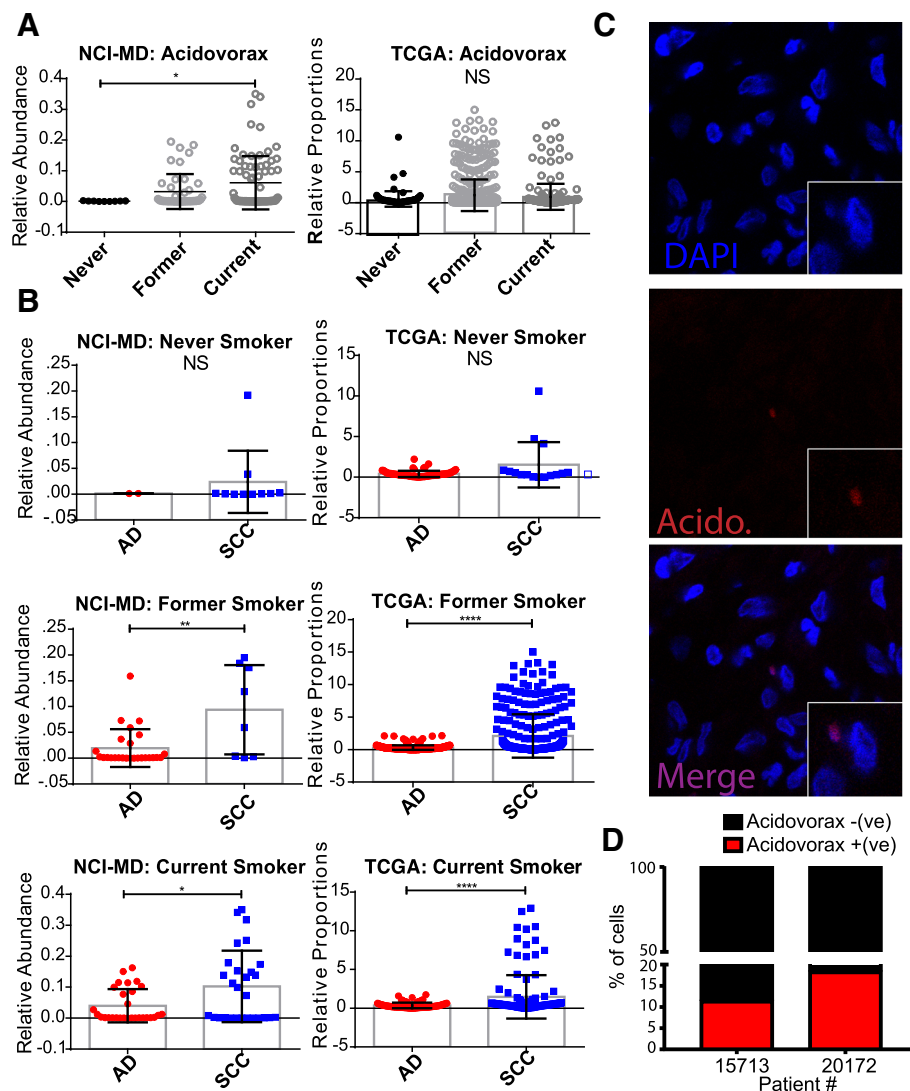 A
NCI-MD: Acidovorax
*
Relative Abundance
0.4
0.3
0.2
0.1
0.0
-0.1
Never
Former
Current
TCGA: Acidovorax
NS
Relative Proportions
20
15
10
5
0
-5
Never
Former
Current
B
NCI-MD: Never Smoker
NS
Relative Abundance
.25
.20
.15
.10
.05
.00
-.05
AD
SCC
TCGA: Never Smoker
NS
Relative Proportions
15
10
5
0
-5
AD
SCC
NCI-MD: Former Smoker
**
Relative Abundance
.25
.20
.15
.10
.05
.00
-.05
AD
SCC
TCGA: Former Smoker
****
Relative Proportions
20
15
10
5
0
-5
AD
SCC
NCI-MD: Current Smoker
*
Relative Abundance
0.4
0.3
0.2
0.1
0.0
-0.1
AD
SCC
TCGA: Current Smoker
****
Relative Proportions
15
10
5
0
-5
AD
SCC
C
DAPI
Acido.
Merge
D
Acidovorax -(ve)
Acidovorax +(ve)
% of cells
100
50
20
15
10
5
0
15713
20172
Patient #